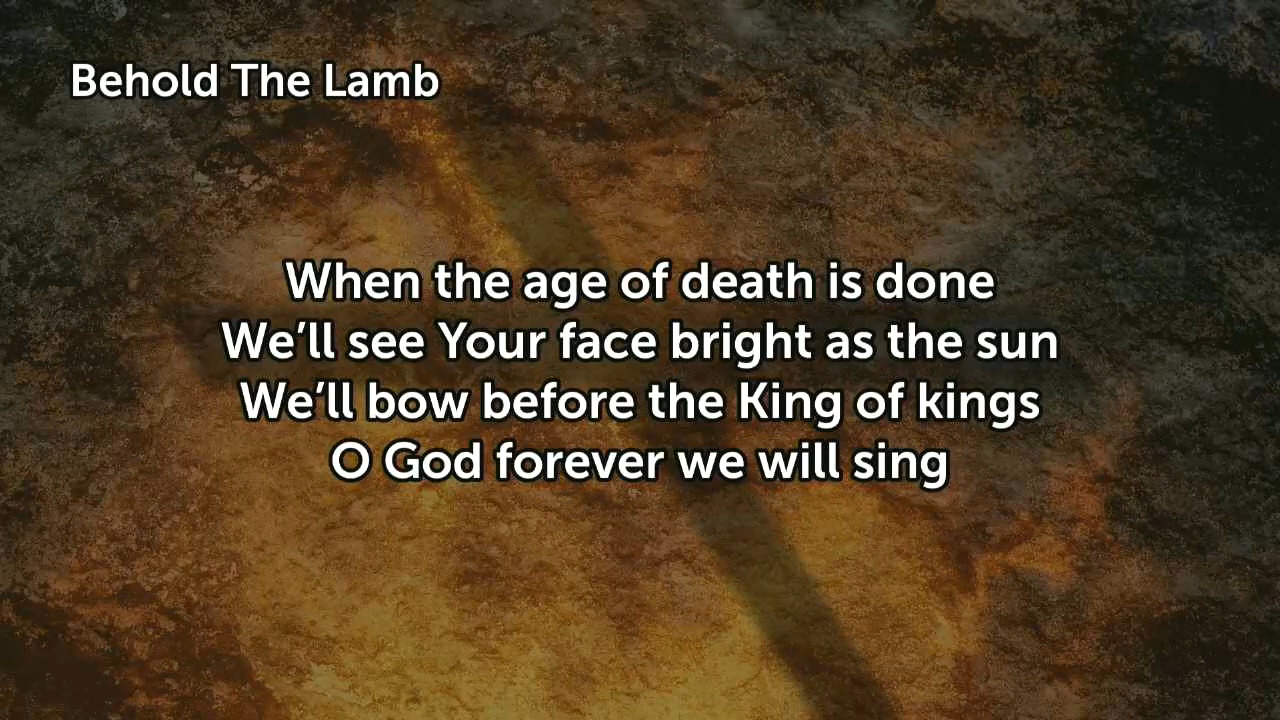 Behold The Lamb
When the age of death is done
We’ll see Your face bright as the sun
We’ll bow before the King of kings
O God forever we will sing